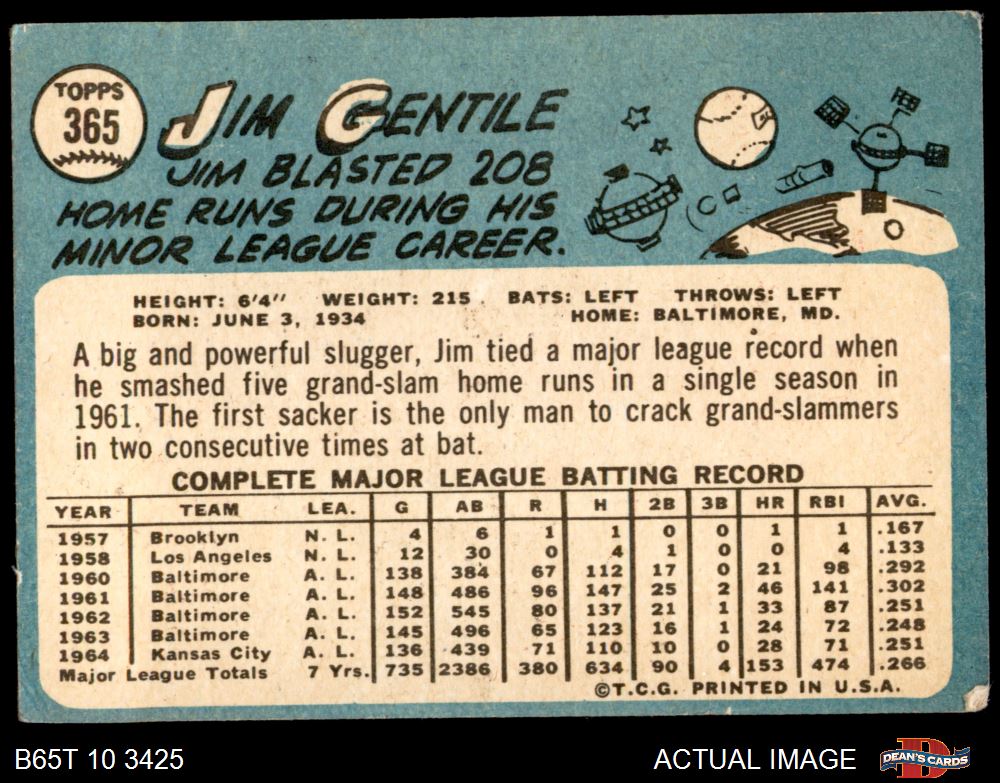 TOPPS
365
JIM GENTILE
JIM BLASTED 208
HOME RUNS DURING HIS
MINOR LEAGUE CAREER.
HEIGHT: 6'4" WEIGHT: 215 BATS: LEFT THROWS: LEFT
BORN: JUNE 3, 1934 HOME: BALTIMORE, MD.
A big and powerful slugger, Jim tied a major league record when
he smashed five grand-slam home runs in a single season in
1961. The first sacker is the only man to crack grand-slammers
in two consecutive times at bat.
COMPLETE MAJOR LEAGUE BATTING RECORD
YEAR TEAM LEA. G AB R H 2B 3B HR RBI AVG.
1957 Brooklyn N. L. 4 6 1 1 0 0 1 1 .167
1958 Los Angeles N. L. 12 30 0 4 1 0 0 4 .133
1960 Baltimore A. L. 138 384 67 112 17 0 21 98 .292
1961 Baltimore A. L. 148 486 96 147 25 2 46 141 .302
1962 Baltimore A. L. 152 545 80 137 21 1 33 87 .251
1963 Baltimore A. L. 145 496 65 123 16 1 24 72 .248
1964 Kansas City A. L. 136 439 71 110 10 0 28 71 .251
Major League Totals 7 Yrs. 735 2386 380 634 90 4 153 474 .266
©T.C.G. PRINTED IN U.S.A.
B65T 10 3425 ACTUAL IMAGE DEAN'S CARDS